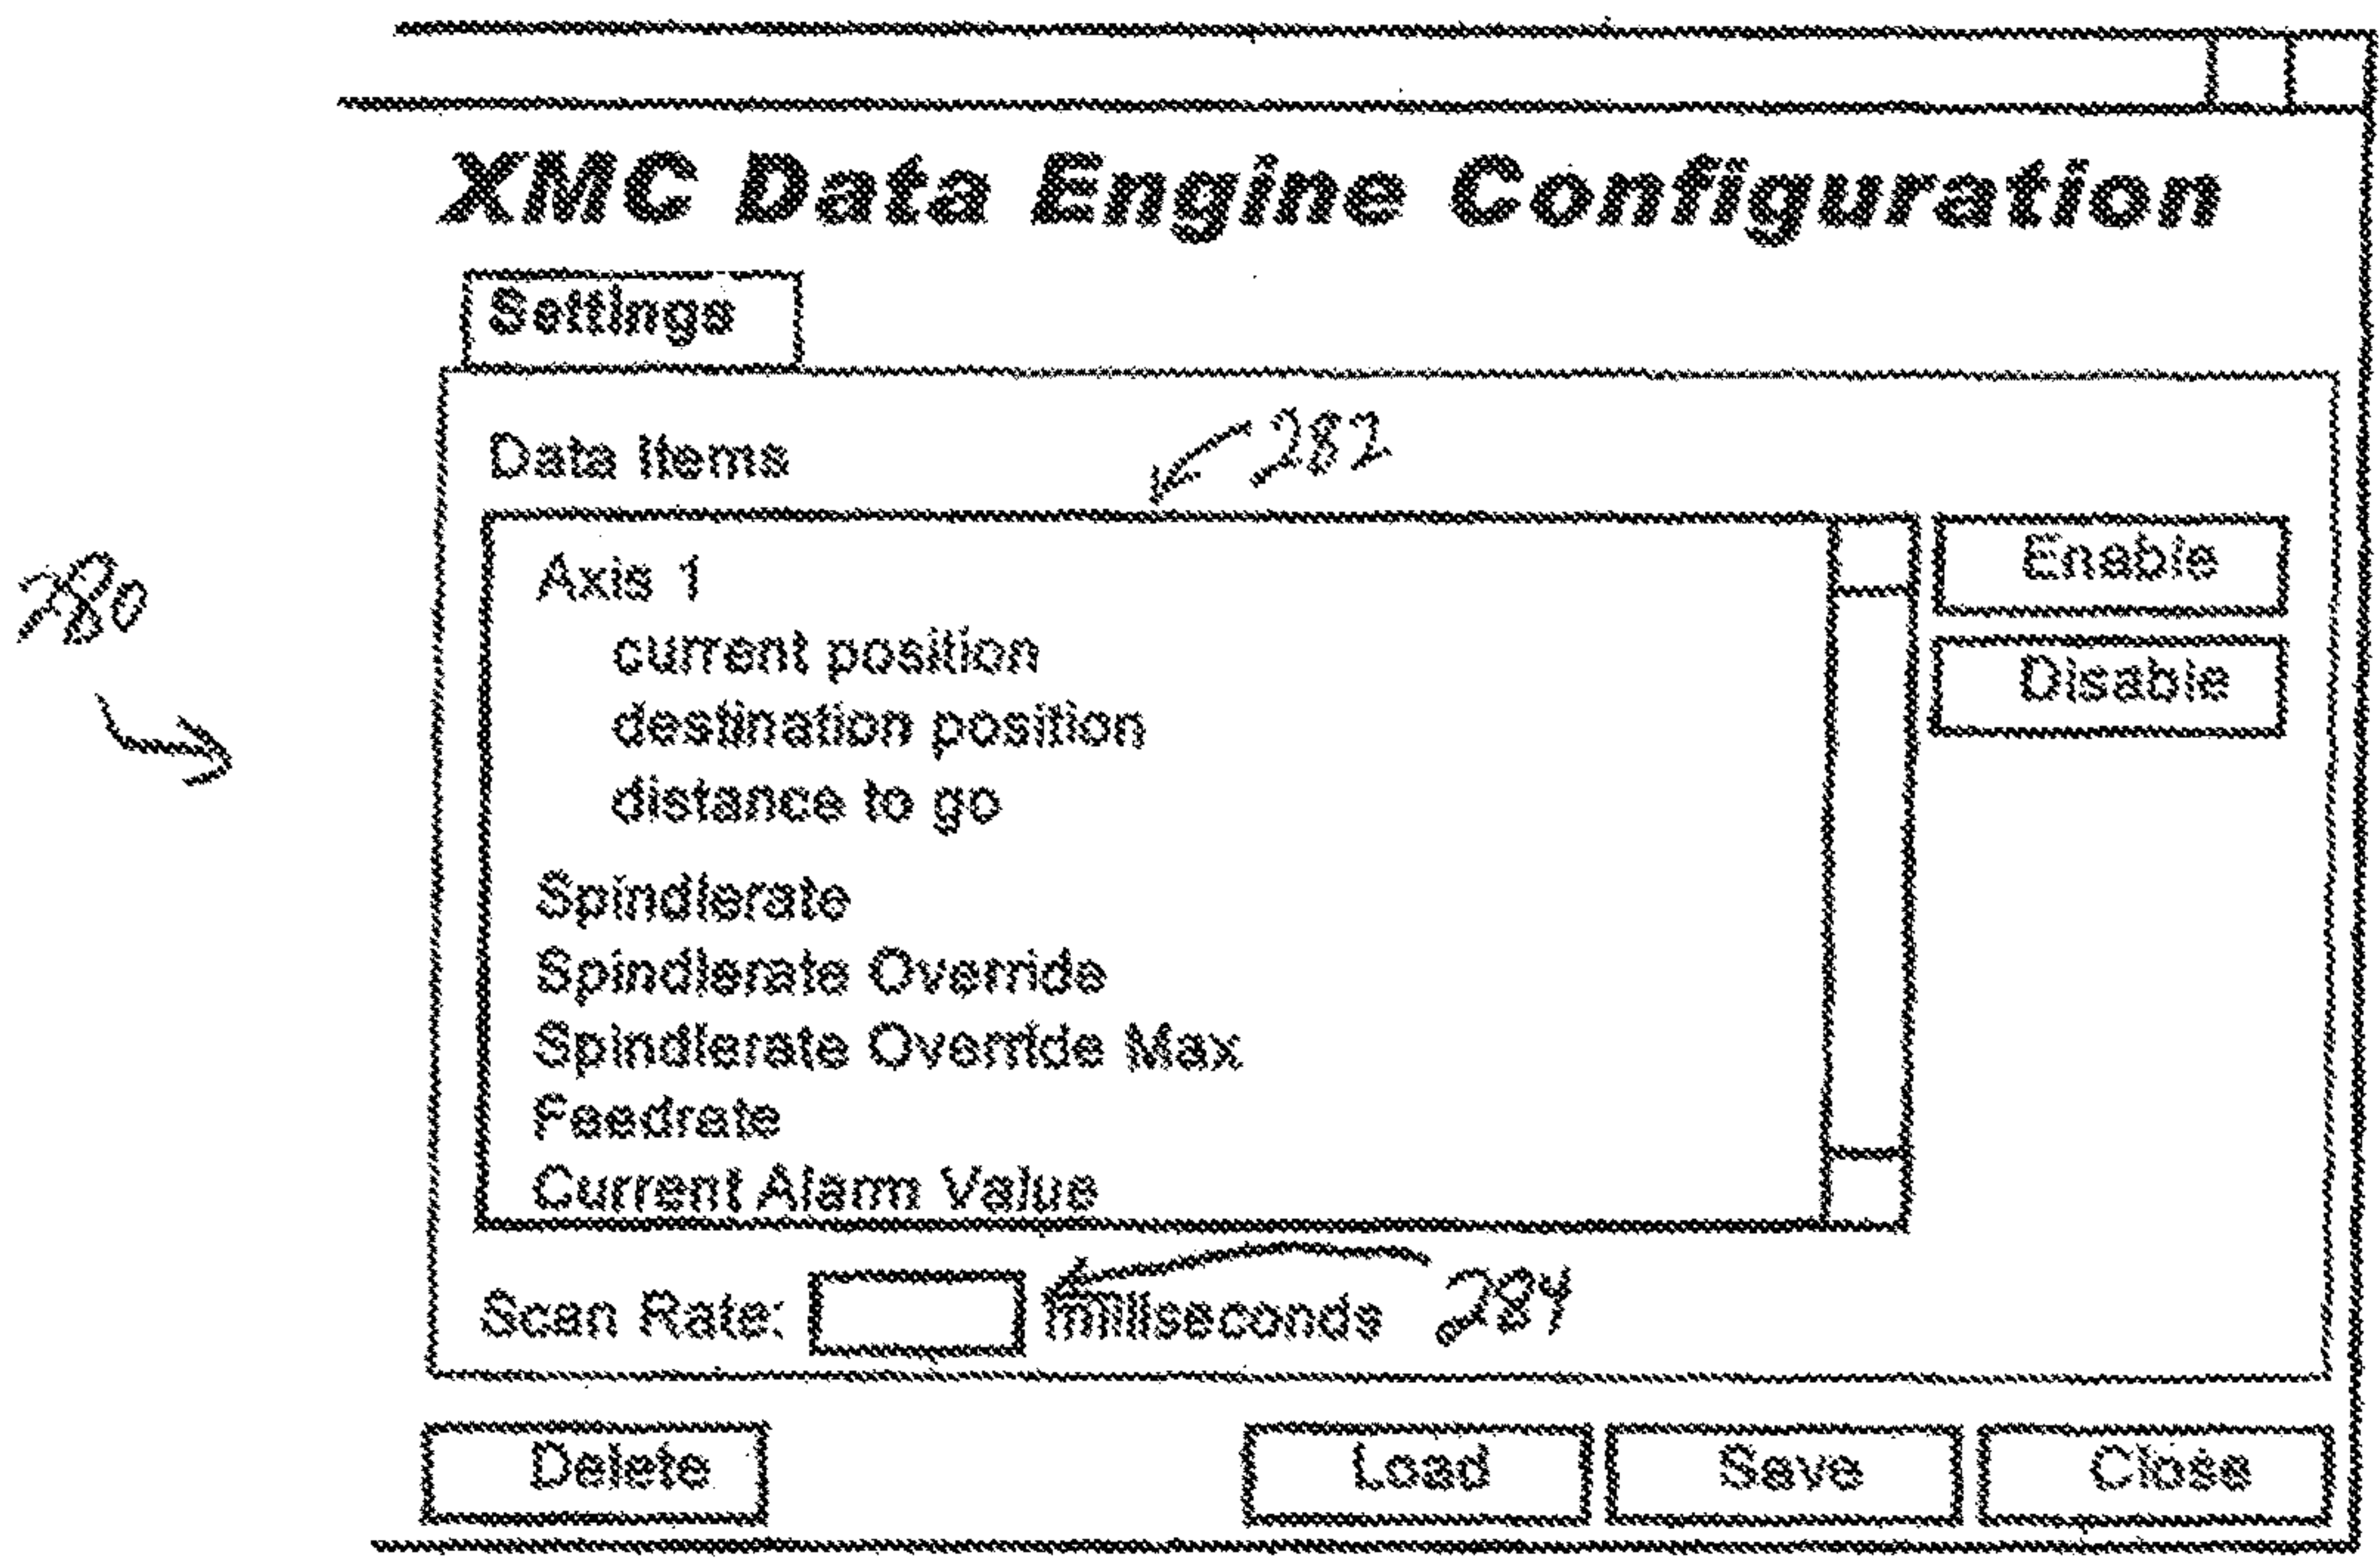 XMC Data Engine Configuration
Settings
Data Items
282
280
Axis 1
current position
destination position
distance to go
Spindlerate
Spindlerate Override
Spindlerate Override Max
Feedrate
Current Alarm Value
Enable
Disable
Scan Rate: milliseconds 284
Delete Load Save Close